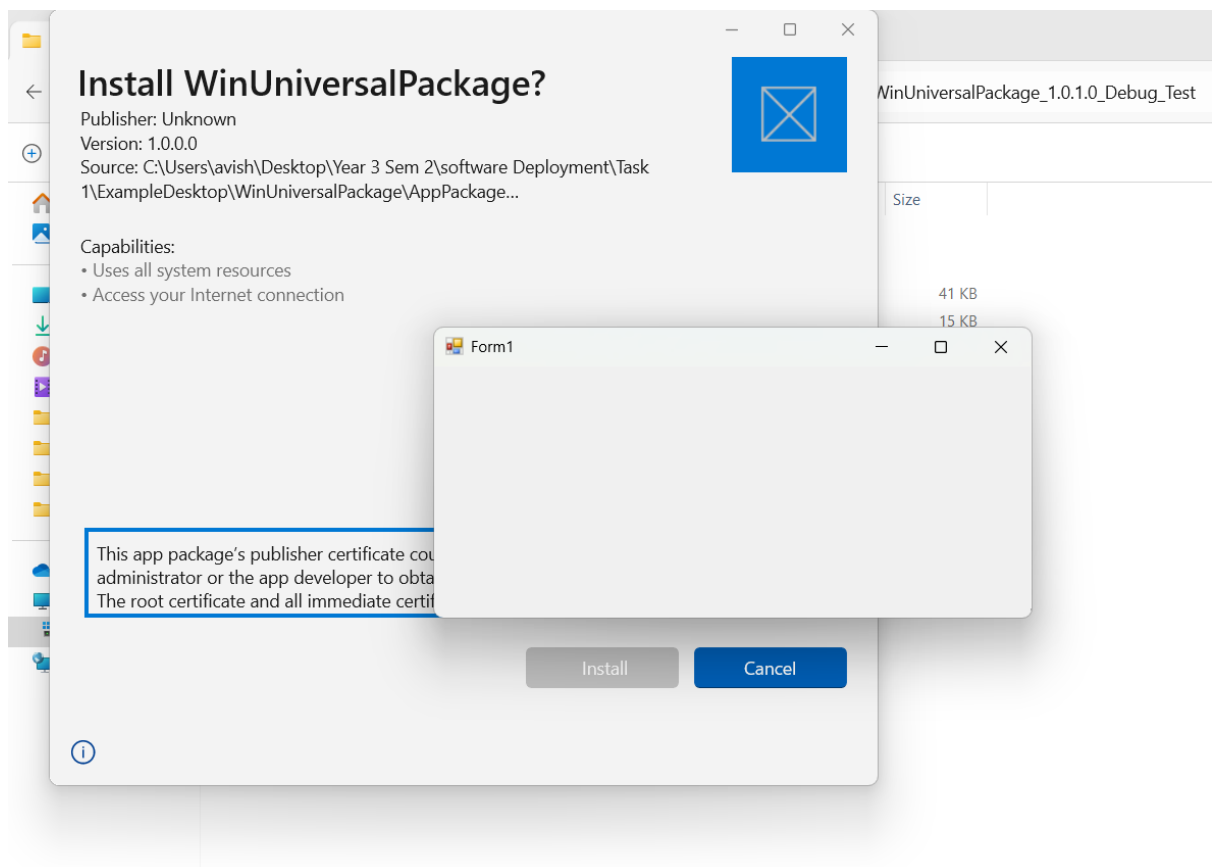 Install WinUniversalPackage?
Publisher: Unknown
Version: 1.0.0.0
Source: C:\Users\avish\Desktop\Year 3 Sem 2\software Deployment\Task
1\ExampleDesktop\WinUniversalPackage\AppPackage...
Capabilities:
• Uses all system resources
• Access your Internet connection
WinUniversalPackage_1.0.1.0_Debug_Test
Size
41 KB
15 KB
Form1
This app package's publisher certificate
administrator or the app developer to
The root certificate and all immediate
Install
Cancel